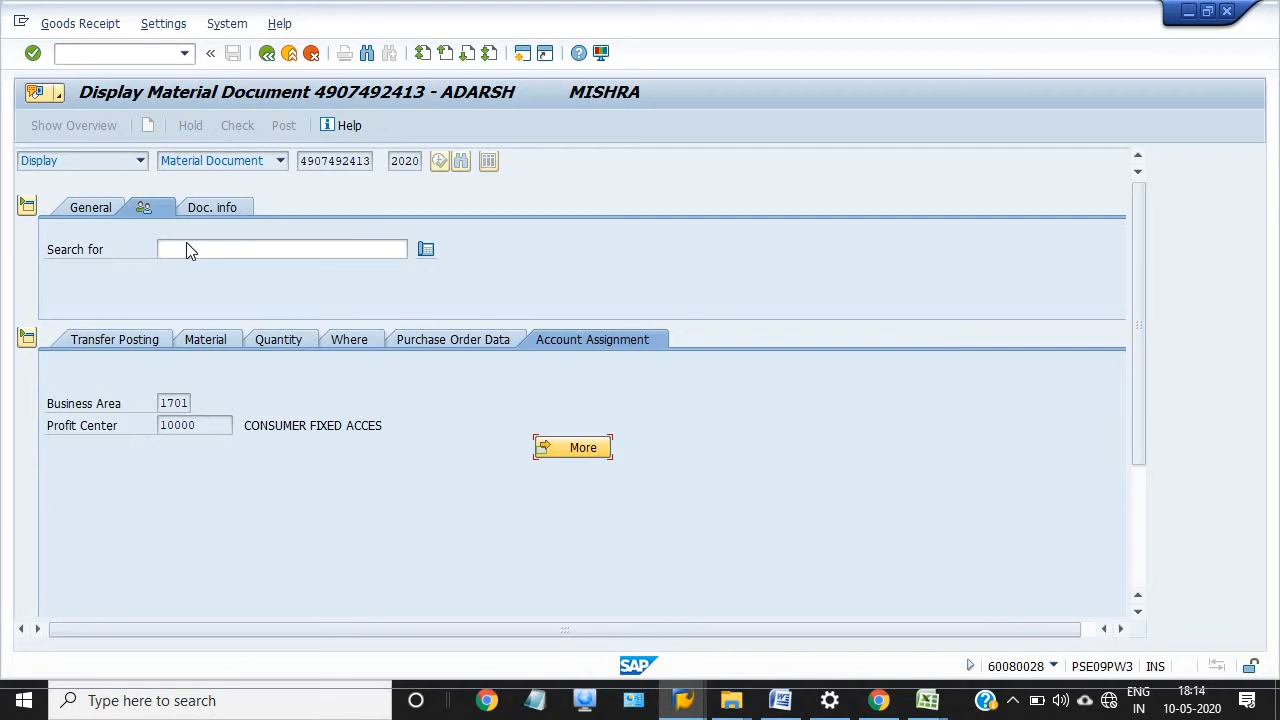 Goods Receipt Settings System Help
Display Material Document 4907492413 - ADARSH MISHRA
Show Overview Hold Check Post Help
Display Material Document 4907492413 2020
General Doc. info
Search for
Transfer Posting Material Quantity Where Purchase Order Data Account Assignment
Business Area 1701
Profit Center 10000 CONSUMER FIXED ACCES
More
SAP 60080028 PSE09PW3 INS
Type here to search
ENG 18:14
IN 10-05-2020